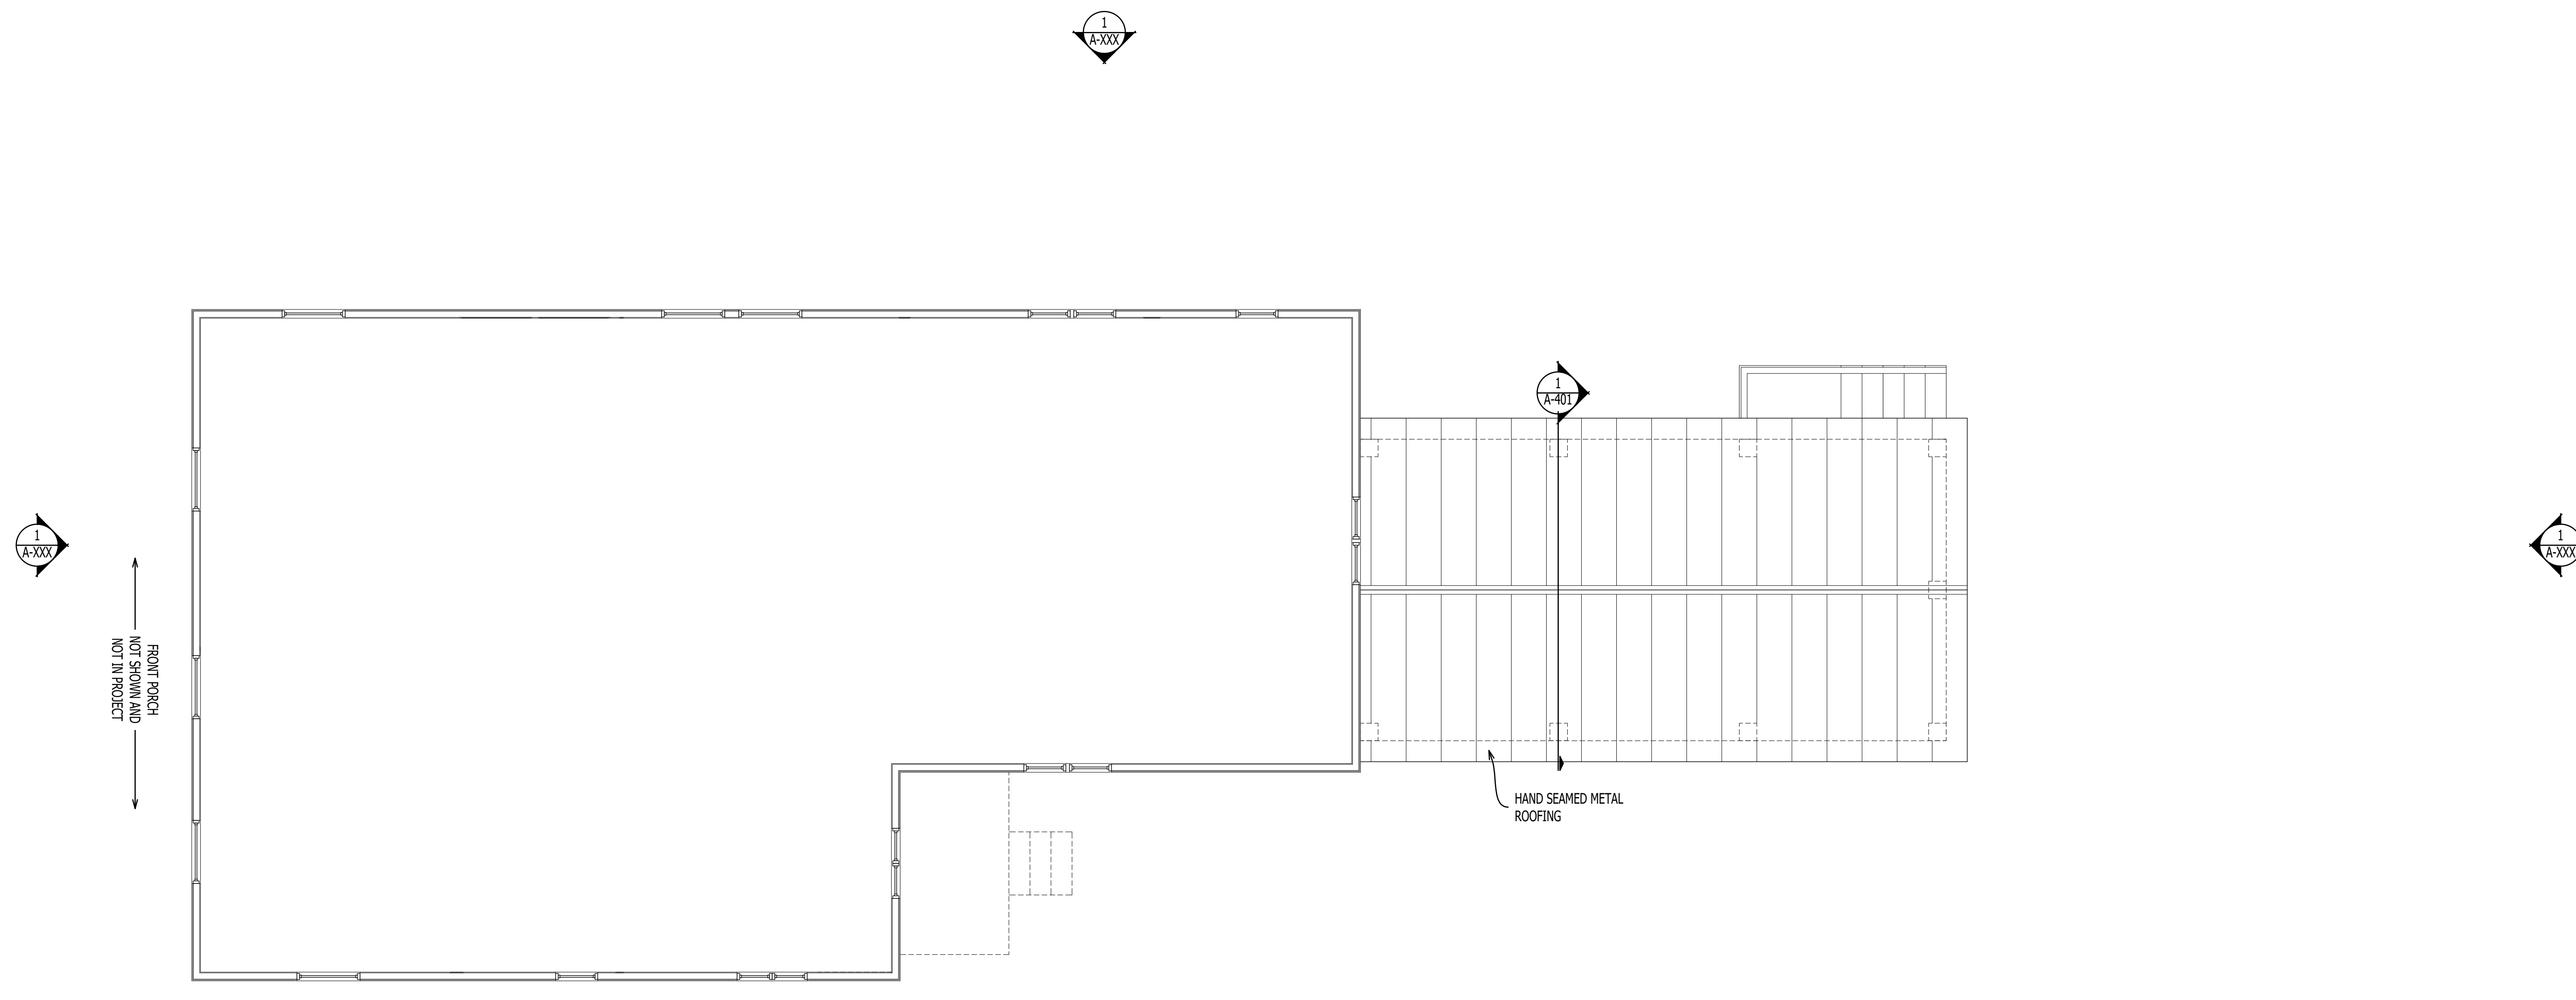 1
A-XXX
1
A-401
1
A-XXX
1
A-XXX
FRONT PORCH
NOT SHOWN AND
NOT IN PROJECT
HAND SEAMED METAL
ROOFING